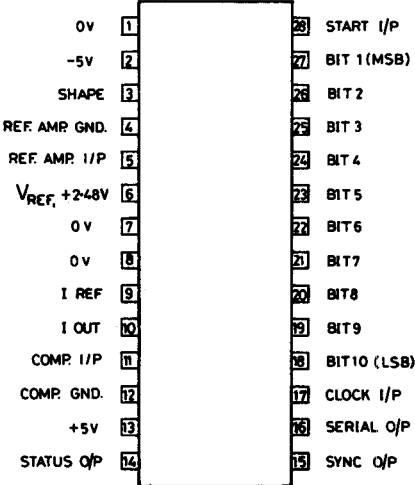 0V 1 28 START I/P
-5V 2 27 BIT 1 (MSB)
SHAPE 3 26 BIT 2
REF. AMP. GND. 4 25 BIT 3
REF. AMP. I/P 5 24 BIT 4
VREF. +2·48V 6 23 BIT 5
0V 7 22 BIT6
0V 8 21 BIT7
I REF 9 20 BIT8
I OUT 10 19 BIT9
COMP. I/P 11 18 BIT10 (LSB)
COMP. GND. 12 17 CLOCK I/P
+5V 13 16 SERIAL O/P
STATUS O/P 14 15 SYNC O/P